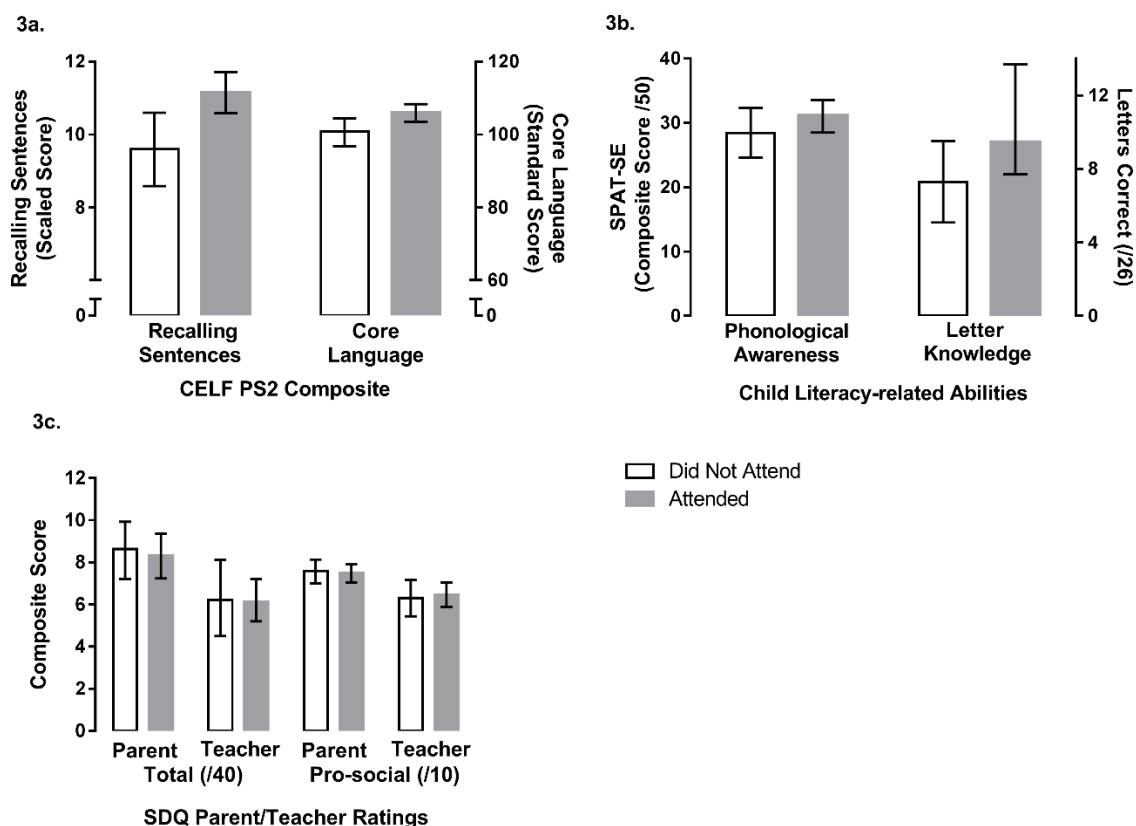 3a.
12
10
8
0
Recalling Sentences
(Scaled Score)
120
100
80
60
0
Core Language
(Standard Score)
Recalling
Sentences
Core
Language
CELF PS2 Composite
3b.
40
30
20
10
0
SPAT-SE
(Composite Score /50)
12
8
4
0
Letters Correct (/26)
Phonological
Awareness
Letter
Knowledge
Child Literacy-related Abilities
3c.
12
10
8
6
4
2
0
Composite Score
Parent Teacher Parent Teacher
Total (/40) Pro-social (/10)
SDQ Parent/Teacher Ratings
Did Not Attend
Attended